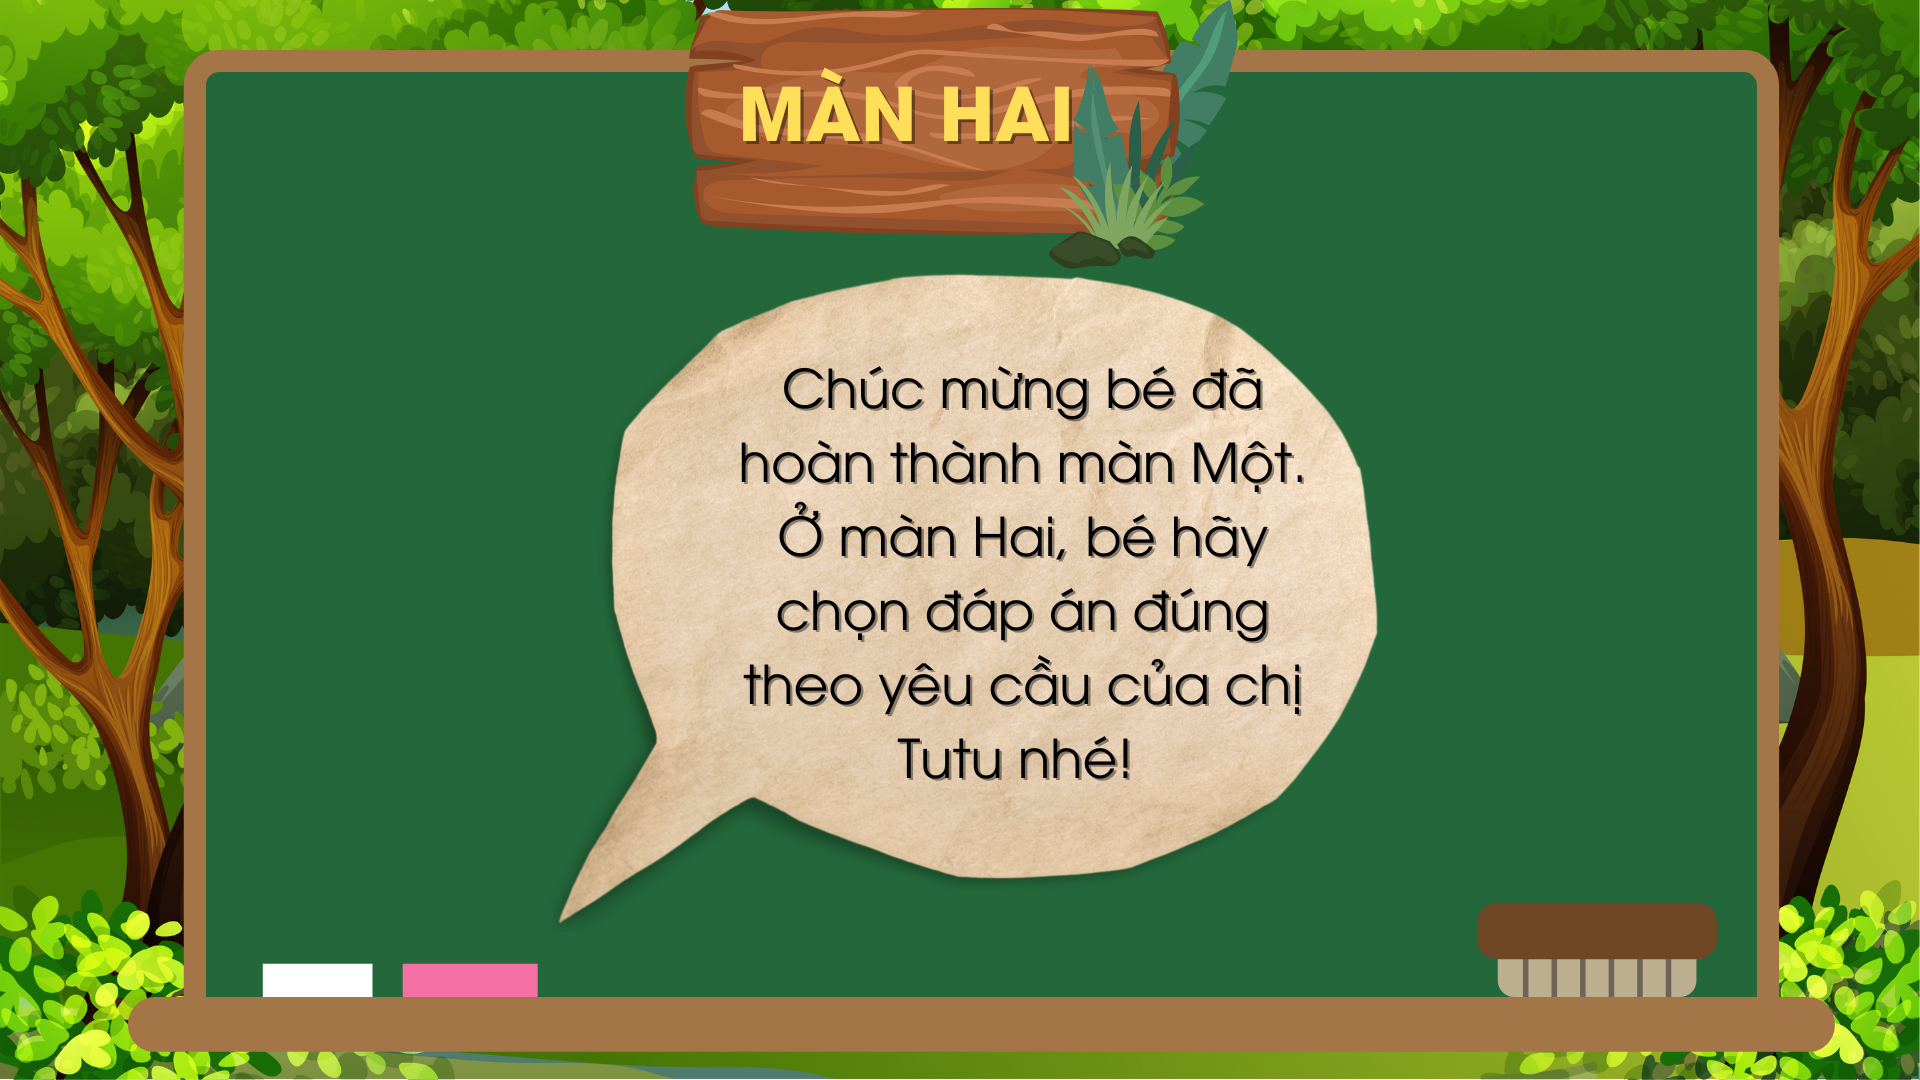 MÀN HAI
Chúc mừng bé đã
hoàn thành màn Một.
Ở màn Hai, bé hãy
chọn đáp án đúng
theo yêu cầu của chị
Tutu nhé!